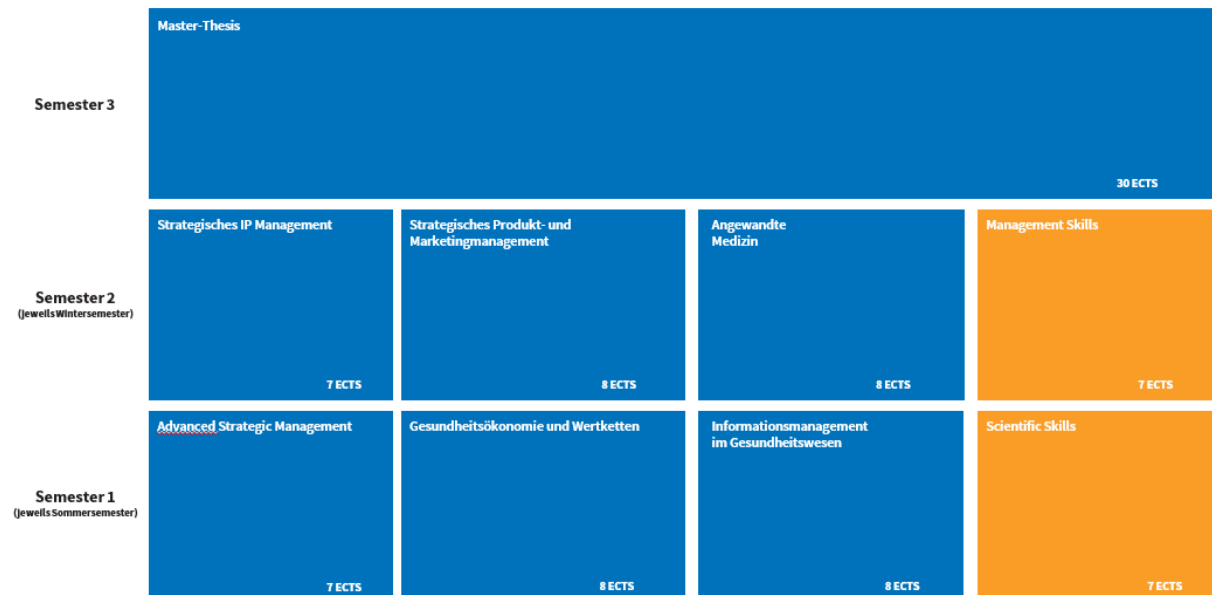 Master-Thesis
Semester 3
30 ECTS
Strategisches IP Management
Strategisches Produkt- und
Marketingmanagement
Angewandte
Medizin
Management Skills
Semester 2
(jeweils Wintersemester)
7 ECTS
8 ECTS
8 ECTS
7 ECTS
Advanced Strategic Management
Gesundheitsökonomie und Wertketten
Informationsmanagement
im Gesundheitswesen
Scientific Skills
Semester 1
(jeweils Sommersemester)
7 ECTS
8 ECTS
8 ECTS
7 ECTS